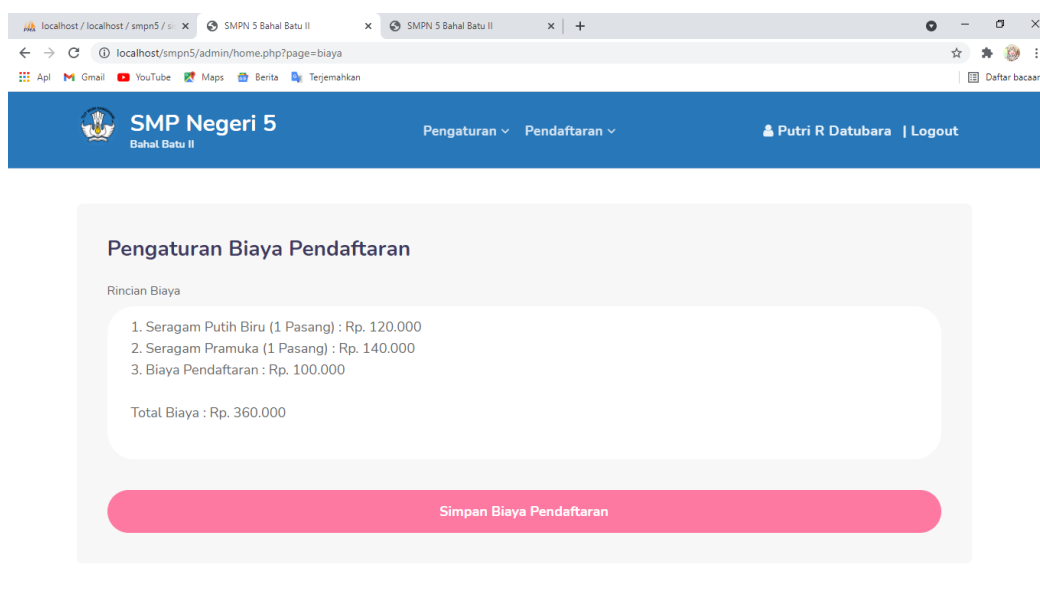 localhost / localhost / smpn5 / si
SMPN 5 Bahal Batu II
SMPN 5 Bahal Batu II
localhost/smpn5/admin/home.php?page=biaya
Apl Gmail YouTube Maps Berita Terjemahkan Daftar bacaan
SMP Negeri 5
Bahal Batu II
Pengaturan Pendaftaran
Putri R Datubara | Logout
Pengaturan Biaya Pendaftaran
Rincian Biaya
1. Seragam Putih Biru (1 Pasang) : Rp. 120.000
2. Seragam Pramuka (1 Pasang) : Rp. 140.000
3. Biaya Pendaftaran : Rp. 100.000
Total Biaya : Rp. 360.000
Simpan Biaya Pendaftaran